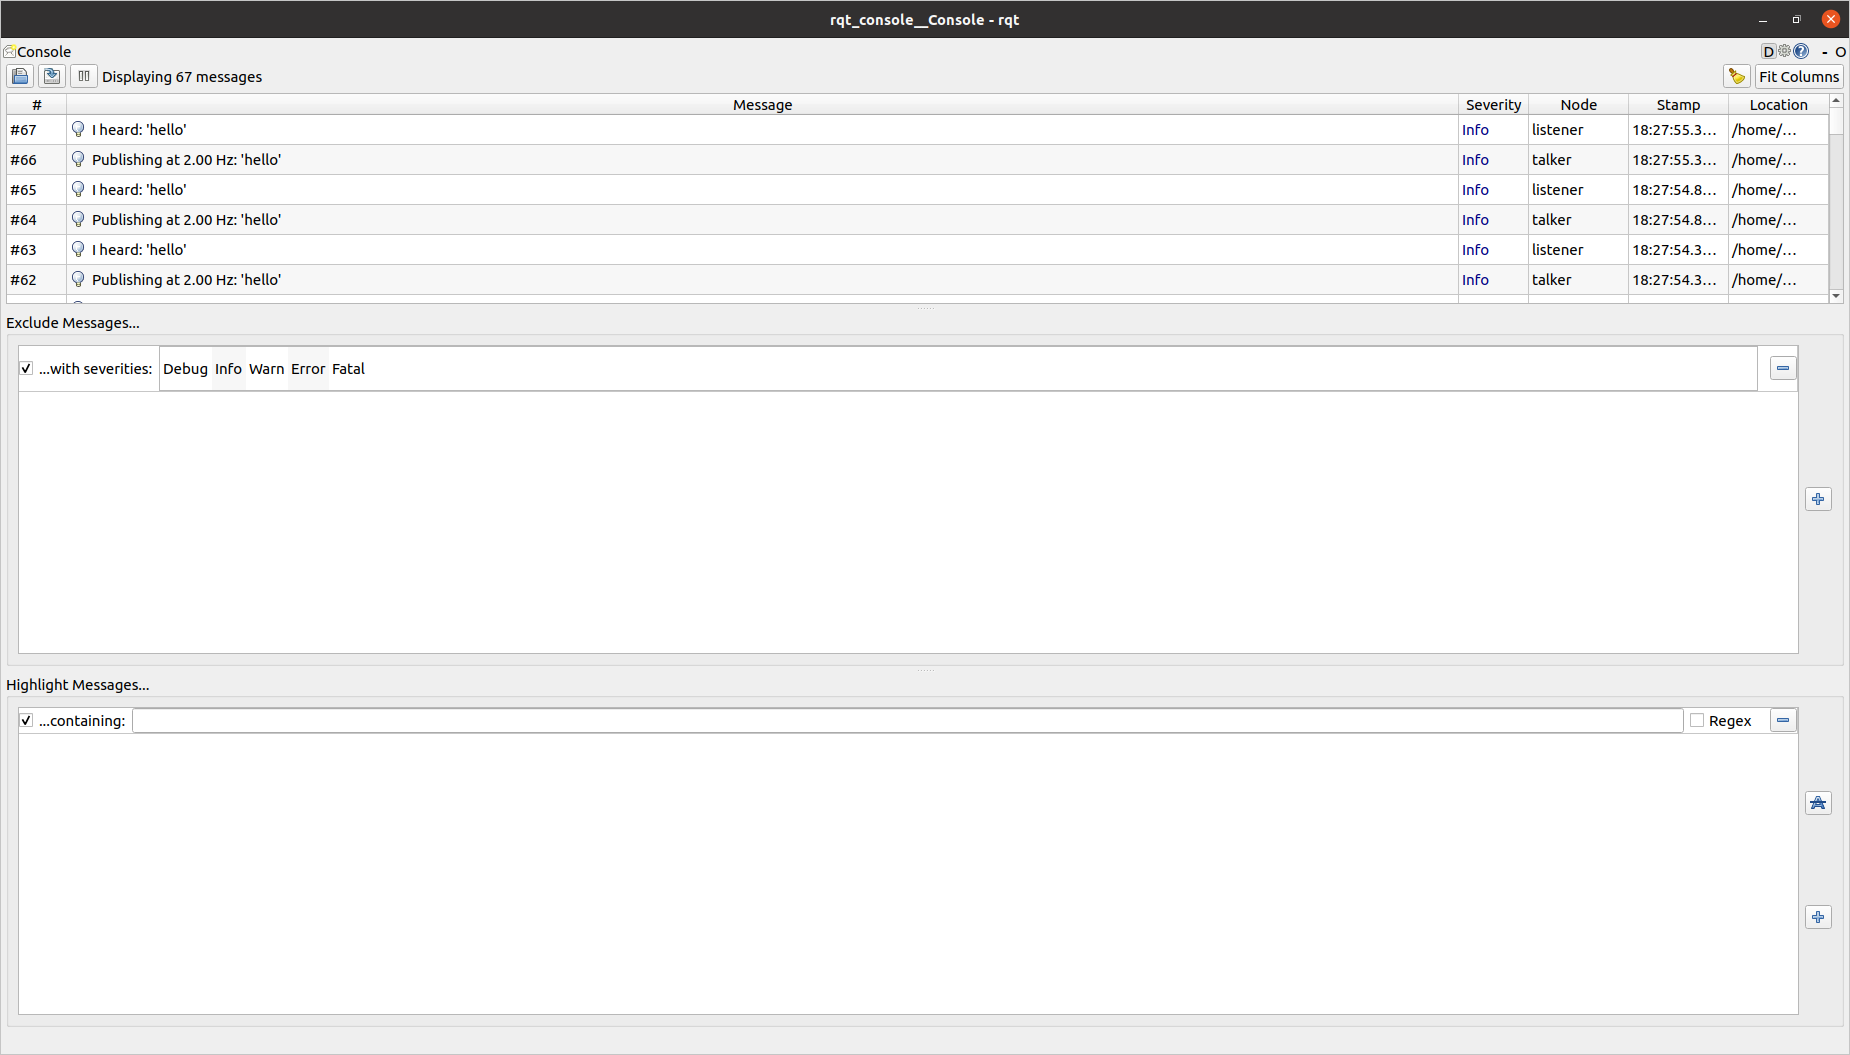 rqt_console__Console - rqt
Console D - O
Displaying 67 messages Fit Columns
# Message Severity Node Stamp Location
#67 I heard: 'hello' Info listener 18:27:55.3... /home/...
#66 Publishing at 2.00 Hz: 'hello' Info talker 18:27:55.3... /home/...
#65 I heard: 'hello' Info listener 18:27:54.8... /home/...
#64 Publishing at 2.00 Hz: 'hello' Info talker 18:27:54.8... /home/...
#63 I heard: 'hello' Info listener 18:27:54.3... /home/...
#62 Publishing at 2.00 Hz: 'hello' Info talker 18:27:54.3... /home/...
Exclude Messages...
...with severities: Debug Info Warn Error Fatal
Highlight Messages...
...containing: Regex